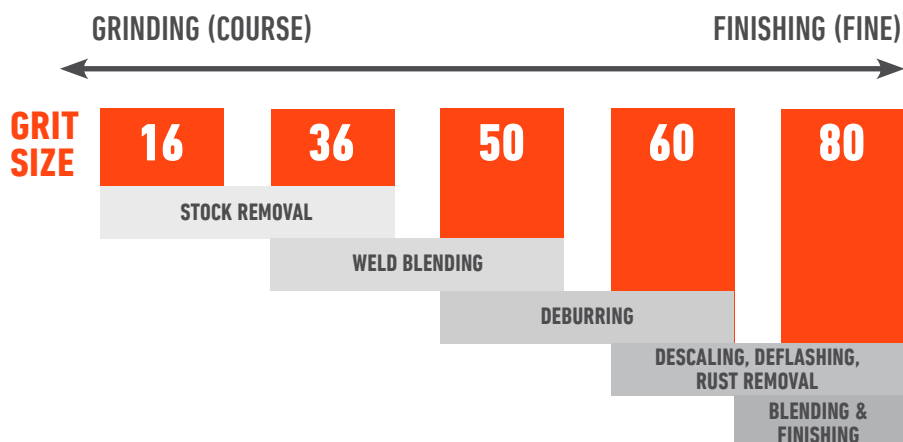 GRINDING (COURSE)
FINISHING (FINE)
GRIT
SIZE
16
36
50
60
80
STOCK REMOVAL
WELD BLENDING
DEBURRING
DESCALING, DEFLASHING,
RUST REMOVAL
BLENDING &
FINISHING